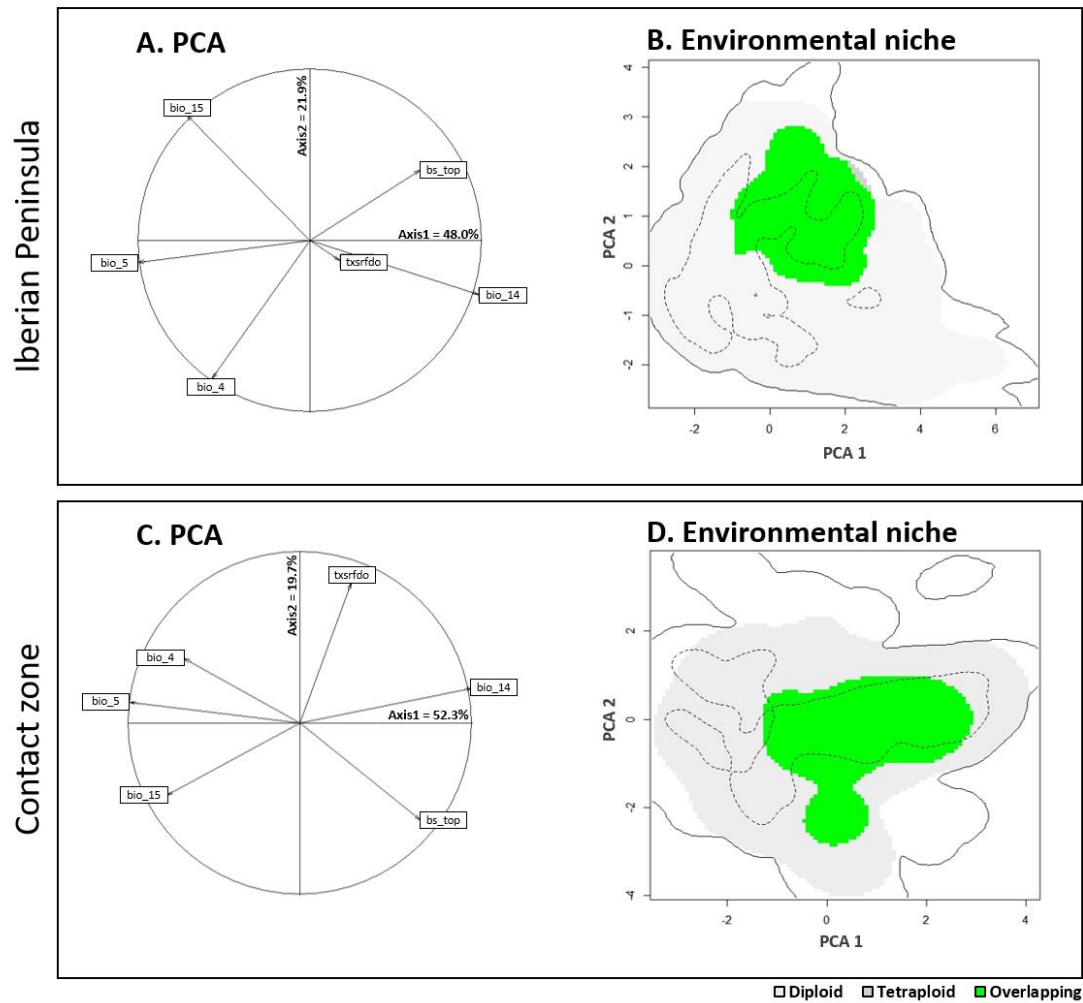 Iberian Peninsula
A. PCA
bio_15
Axis2 = 21.9%
bs_top
Axis1 = 48.0%
bio_5
txsrfdo
bio_14
bio_4
B. Environmental niche
4
3
2
1
0
-1
-2
PCA 2
-2 0 2 4 6
PCA 1
Contact zone
C. PCA
Axis2 = 19.7%
txsrfdo
bio_4
bio_5
bio_14
Axis1 = 52.3%
bio_15
bs_top
D. Environmental niche
2
0
-2
-4
PCA 2
-2 0 2 4
PCA 1
Diploid Tetraploid Overlapping